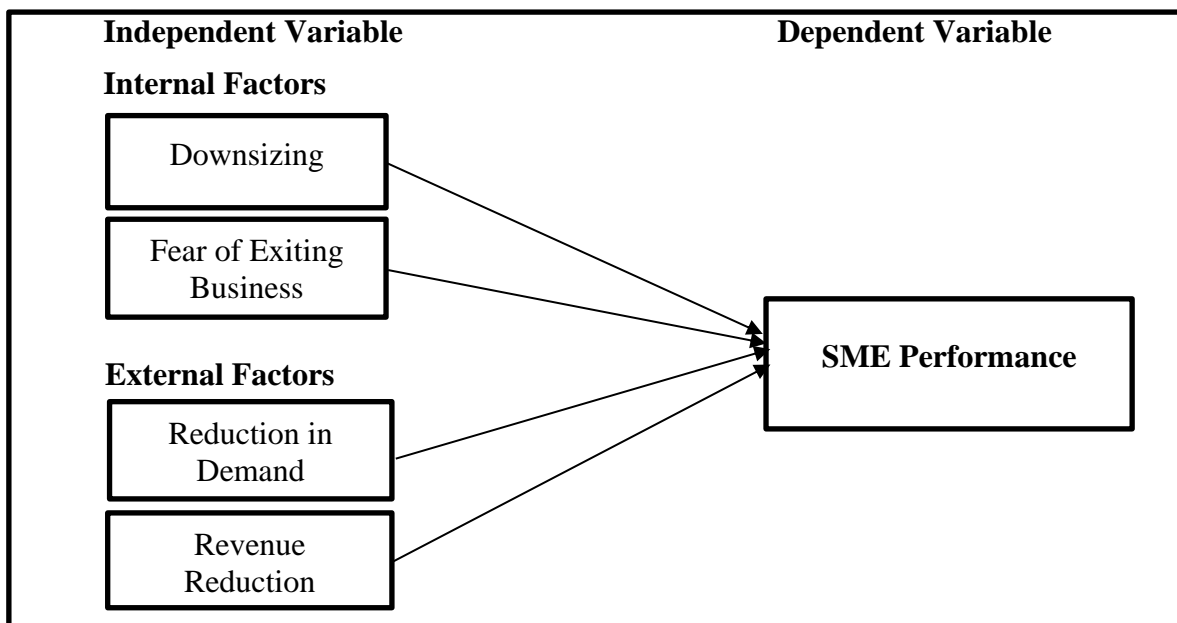 Independent Variable
Dependent Variable
Internal Factors
Downsizing
Fear of Exiting
Business
SME Performance
External Factors
Reduction in
Demand
Revenue
Reduction